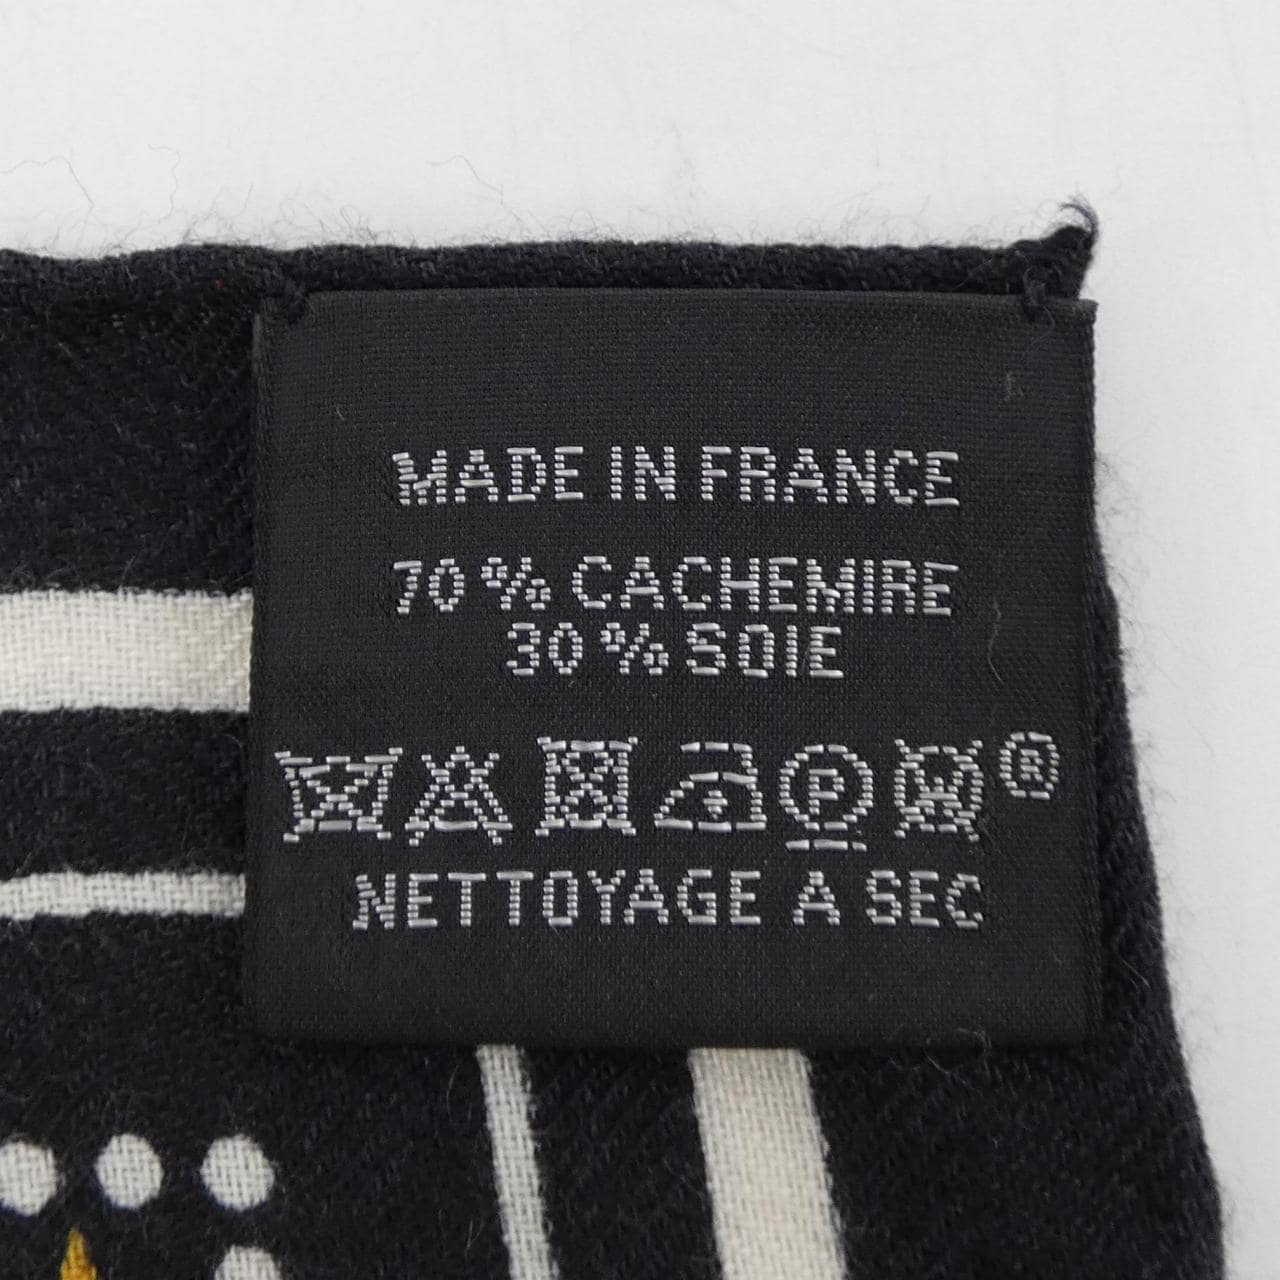 MADE IN FRANCE
70 % CACHEMIRE
30 % SOIE
P W ®
NETTOYAGE A SEC